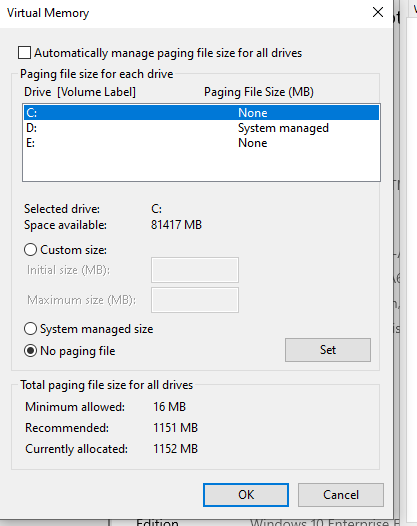 Virtual Memory
Automatically manage paging file size for all drives
Paging file size for each drive
Drive [Volume Label] Paging File Size (MB)
C: None
D: System managed
E: None
Selected drive: C:
Space available: 81417 MB
Custom size:
Initial size (MB):
Maximum size (MB):
System managed size
No paging file
Set
Total paging file size for all drives
Minimum allowed: 16 MB
Recommended: 1151 MB
Currently allocated: 1152 MB
OK Cancel
Edition Windows 10 Enterprise